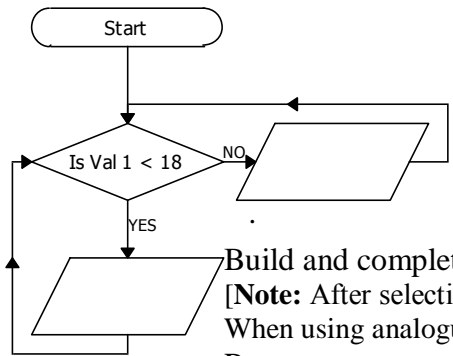 Start
Is Val 1 < 18
NO
YES
Build and complet
[Note: After selecti
When using analogu